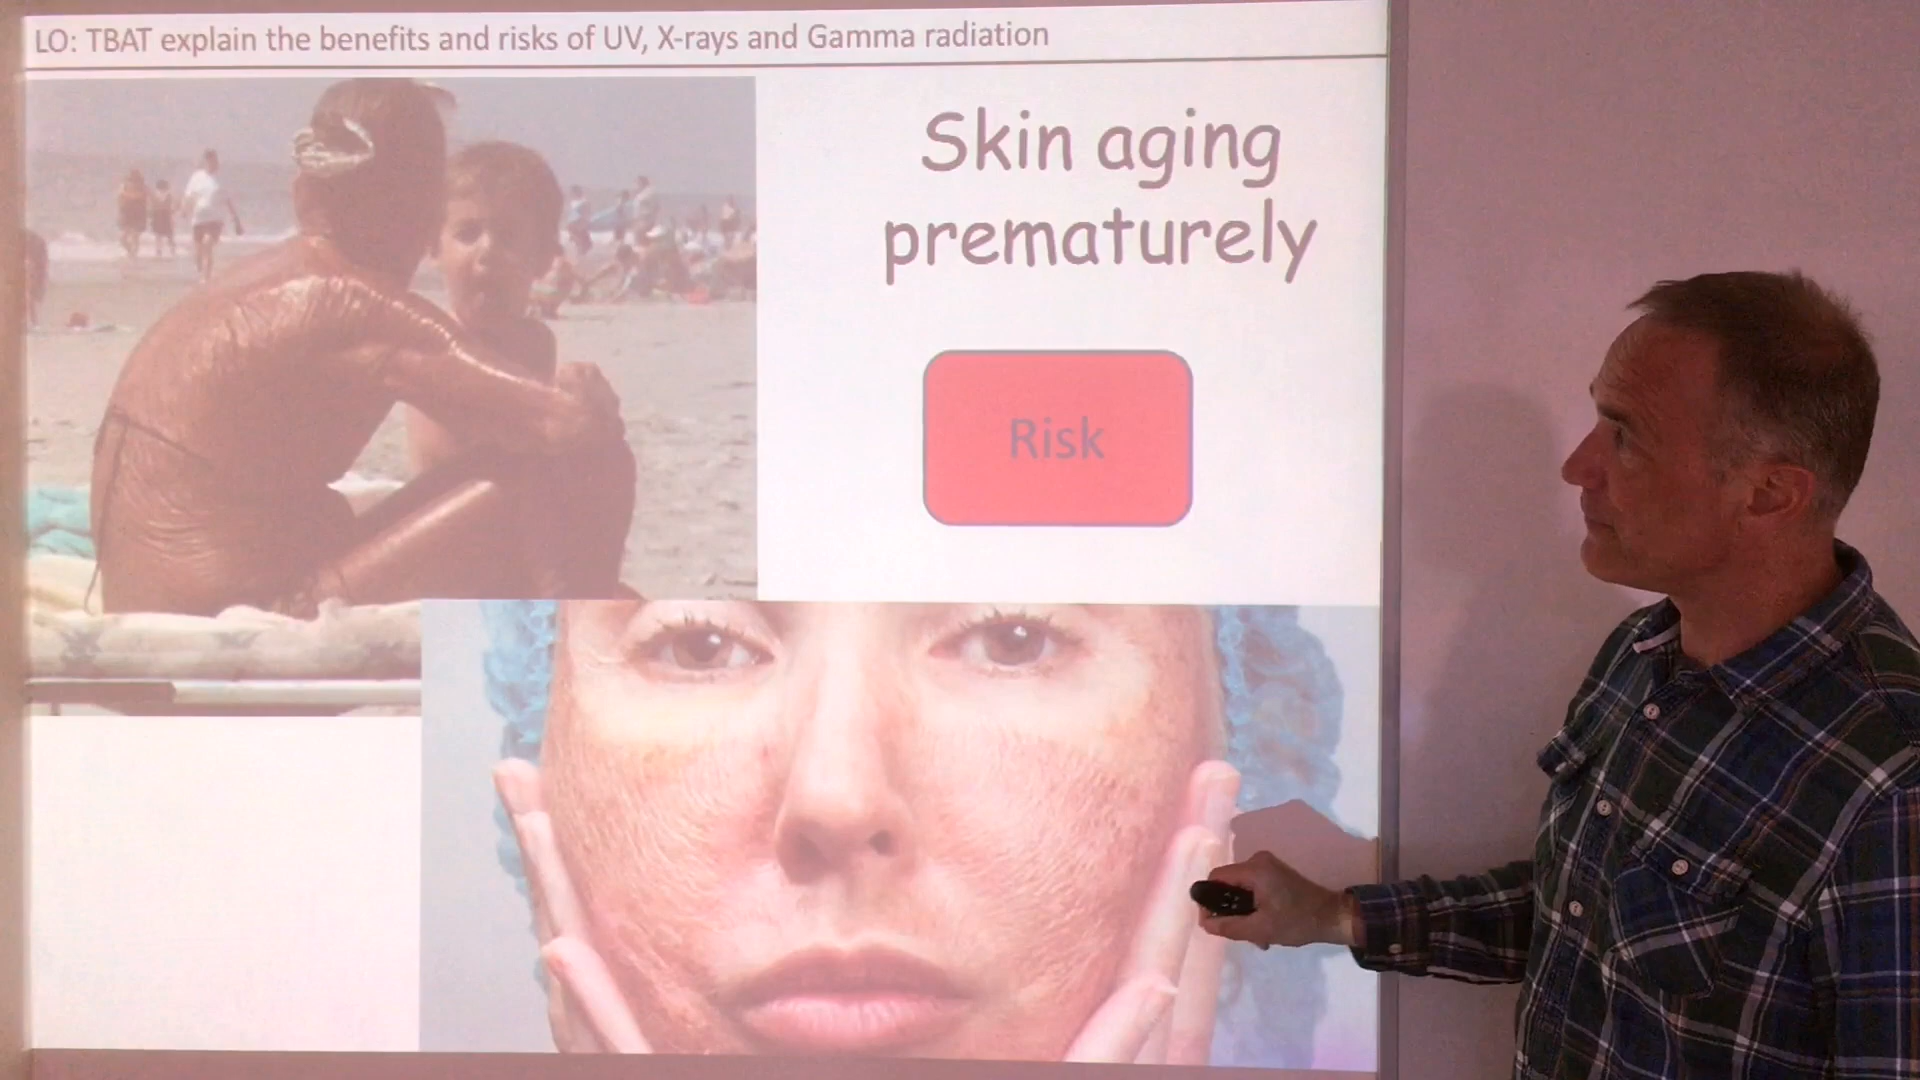 LO: TBAT explain the benefits and risks of UV, X-rays and Gamma radiation
Skin aging
prematurely
Risk